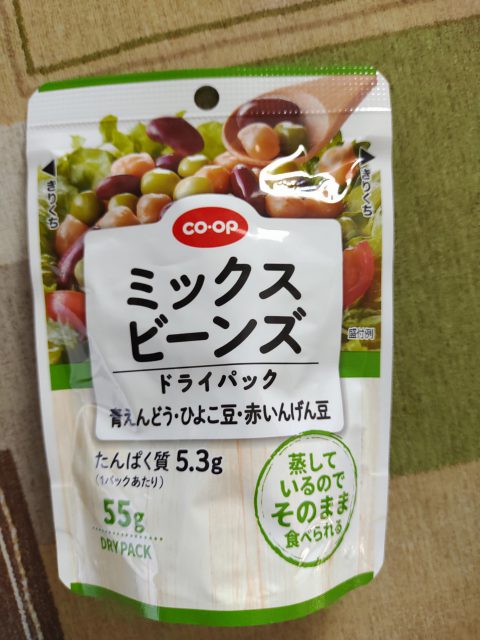 きりくち
きりくち
CO·OP
ミックス
ビーンズ
盛付例
ドライパック
青えんどう・ひよこ豆・赤いんげん豆
たんぱく質 5.3g
(1パックあたり)
蒸して
いるので
そのまま
食べられる
55g
DRY PACK